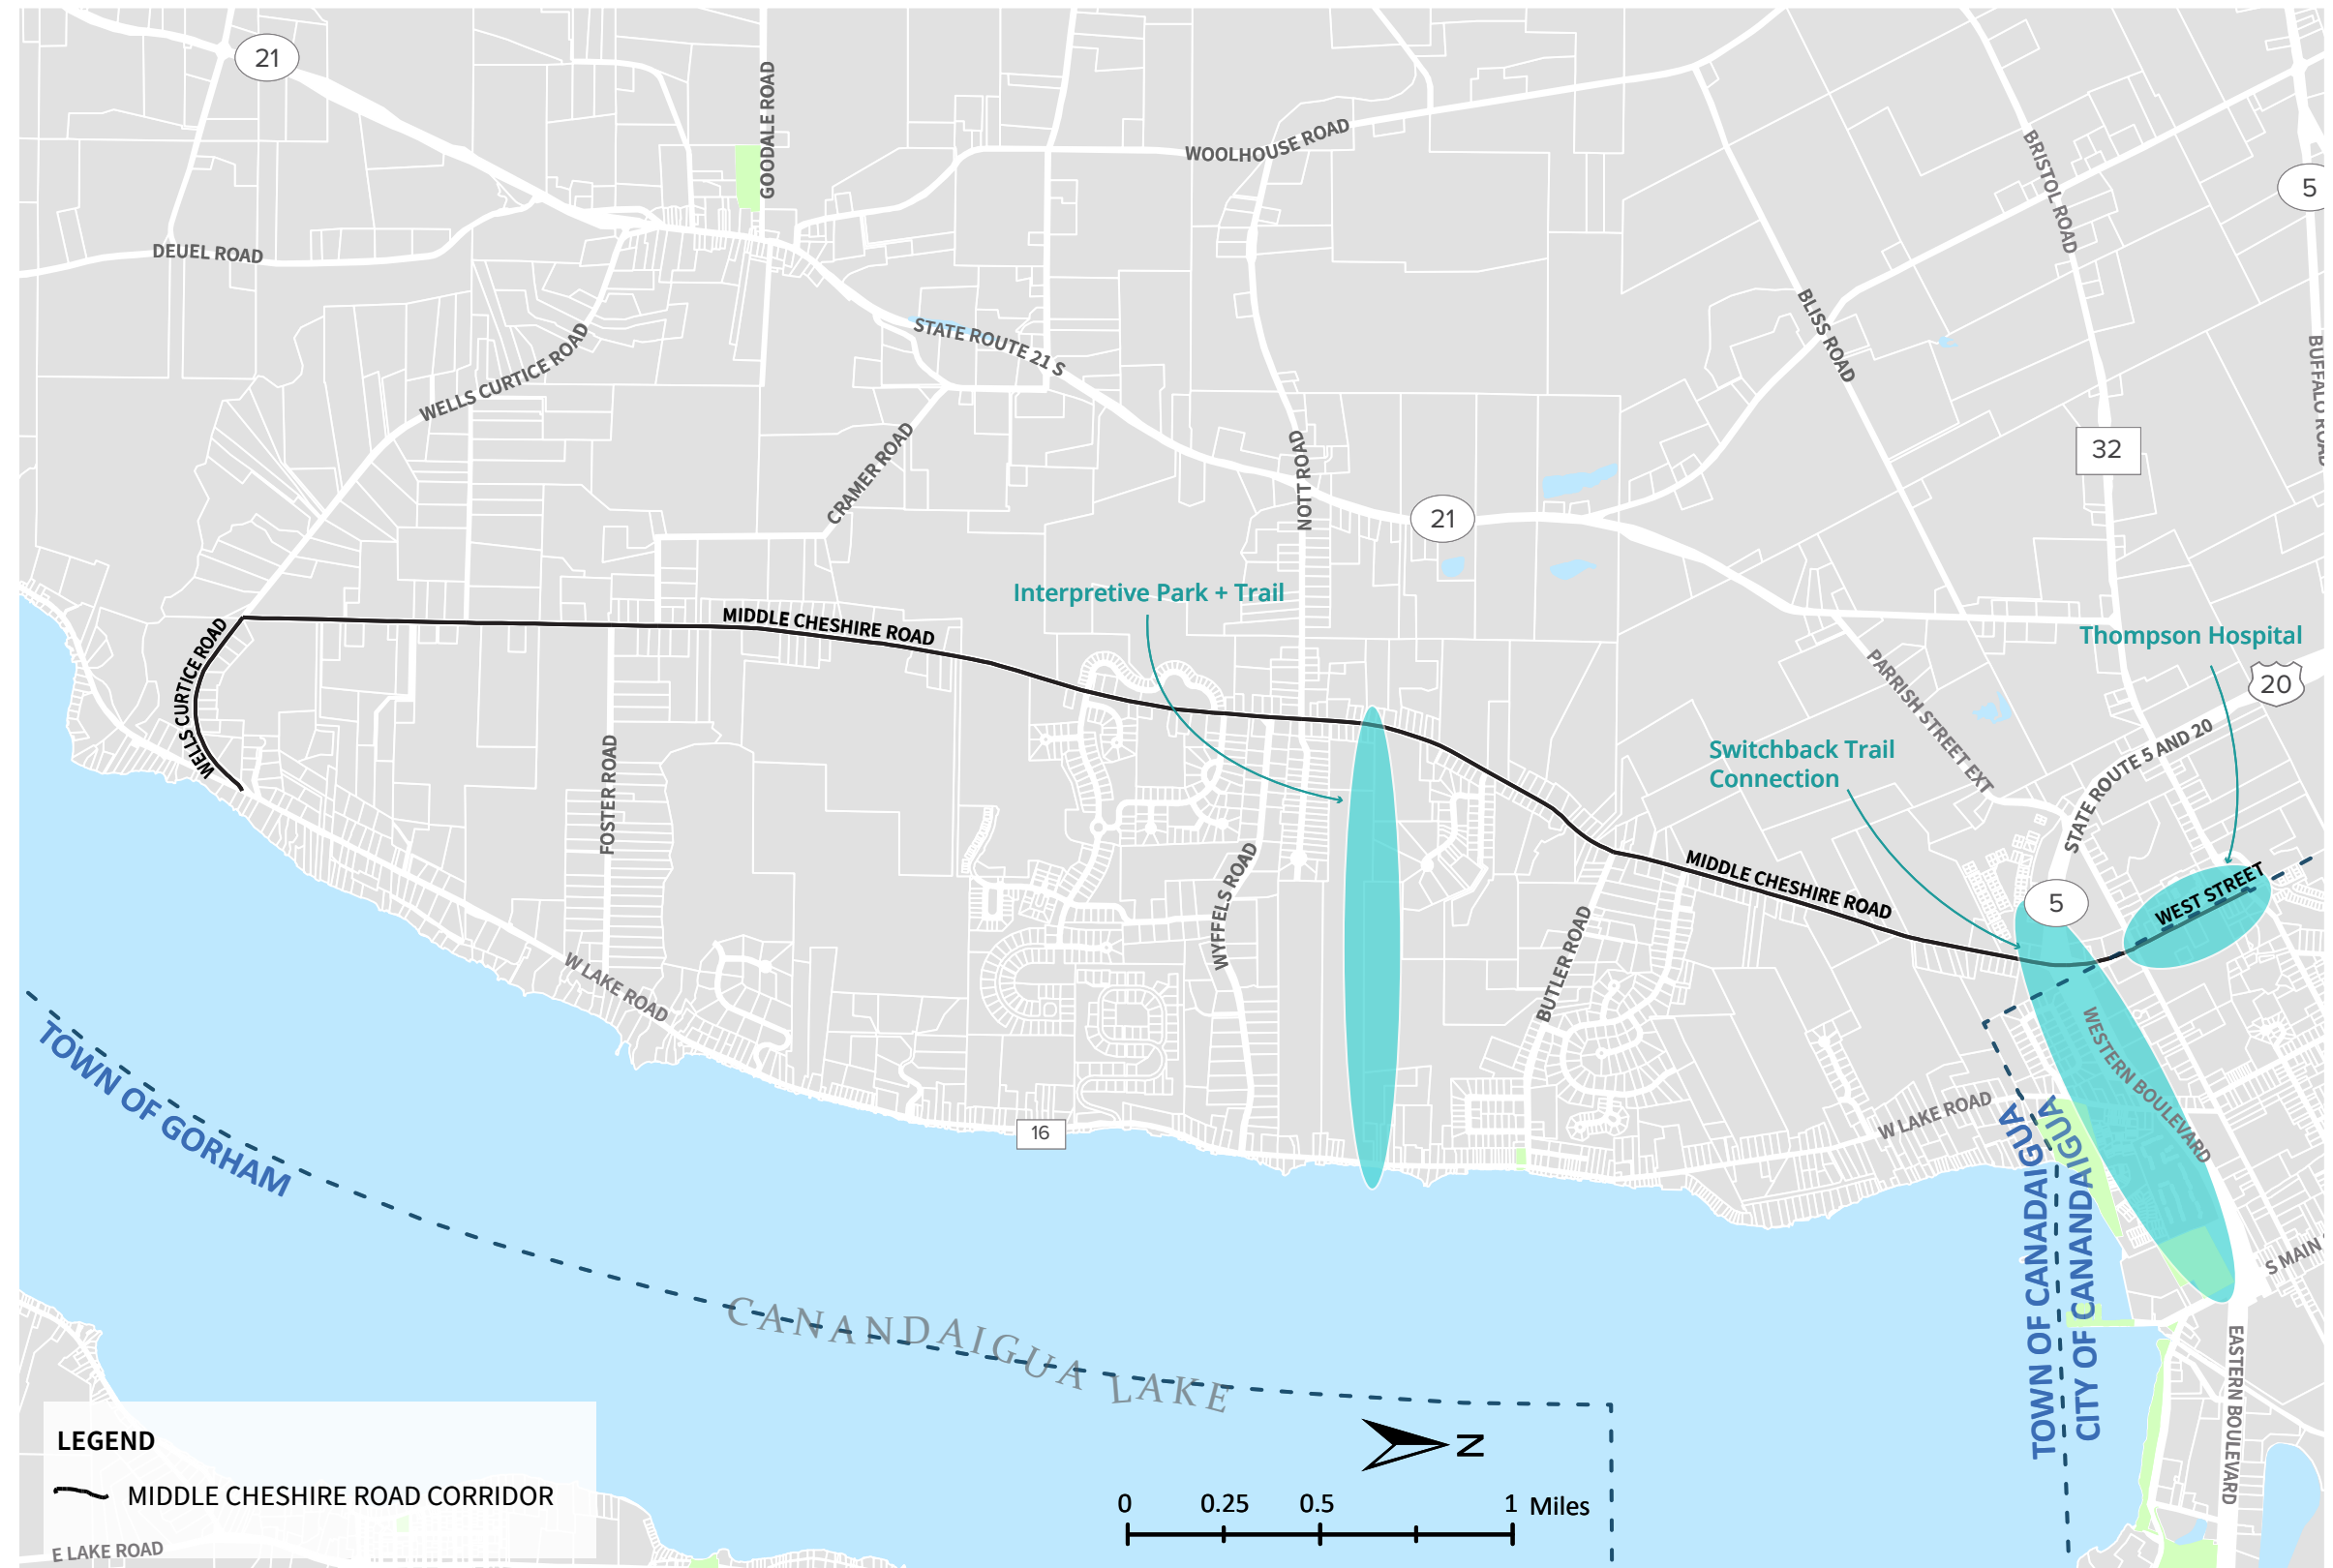 21
GOODALE ROAD
WOOLHOUSE ROAD
BRISTOL ROAD
5
DEUEL ROAD
STATE ROUTE 21 S
BLISS ROAD
BUFFALO ROAD
WELLS CURTICE ROAD
CRAMER ROAD
NOTT ROAD
32
21
Interpretive Park + Trail
MIDDLE CHESHIRE ROAD
Thompson Hospital
20
PARRISH STREET EXT
WELLS CURTICE ROAD
WELLS
FOSTER ROAD
Switchback Trail
Connection
STATE ROUTE 5 AND 20
WYFFELS ROAD
MIDDLE CHESHIRE ROAD
5
WEST STREET
BUTLER ROAD
W LAKE ROAD
WESTERN BOULEVARD
TOWN OF GORHAM
16
W LAKE ROAD
TOWN OF CANADAIGUA
CITY OF CANANDAIGUA
S MAIN
CANANDAIGUA LAKE
EASTERN BOULEVARD
LEGEND
MIDDLE CHESHIRE ROAD CORRIDOR
E LAKE ROAD
N
0 0.25 0.5 1 Miles